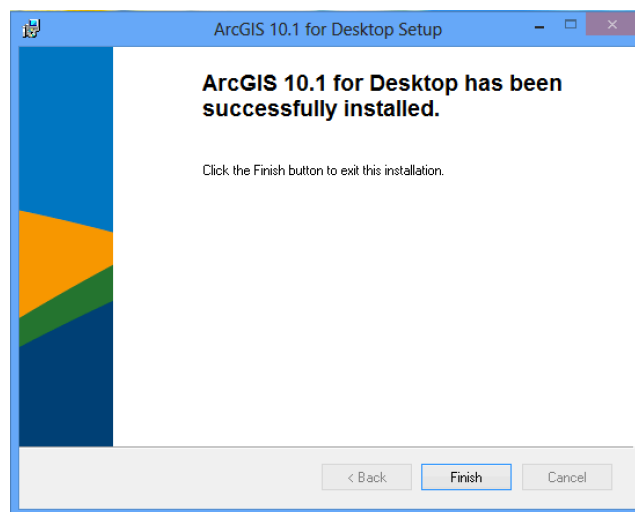 ArcGIS 10.1 for Desktop Setup
ArcGIS 10.1 for Desktop has been
successfully installed.
Click the Finish button to exit this installation.
< Back
Finish
Cancel